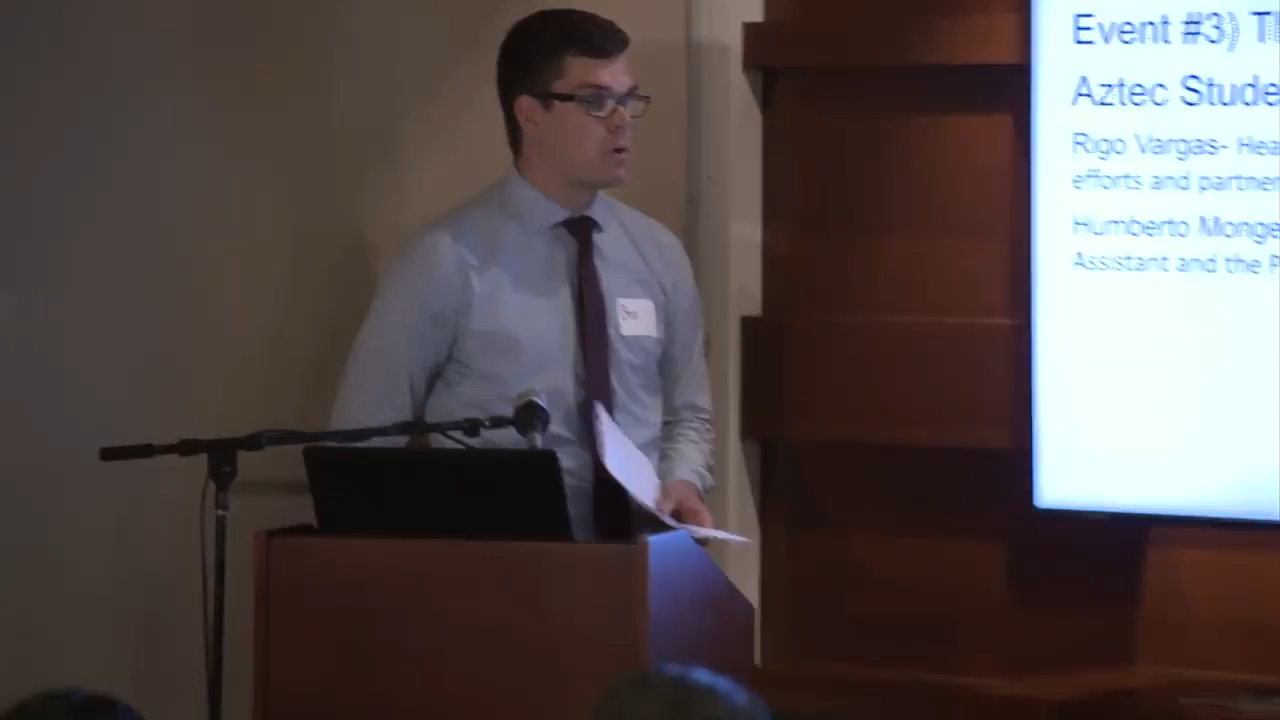 Event #3)
Aztec Stude
Rigo Vargas- Hea
efforts and partner
Humberto Monge
Assistant and the P